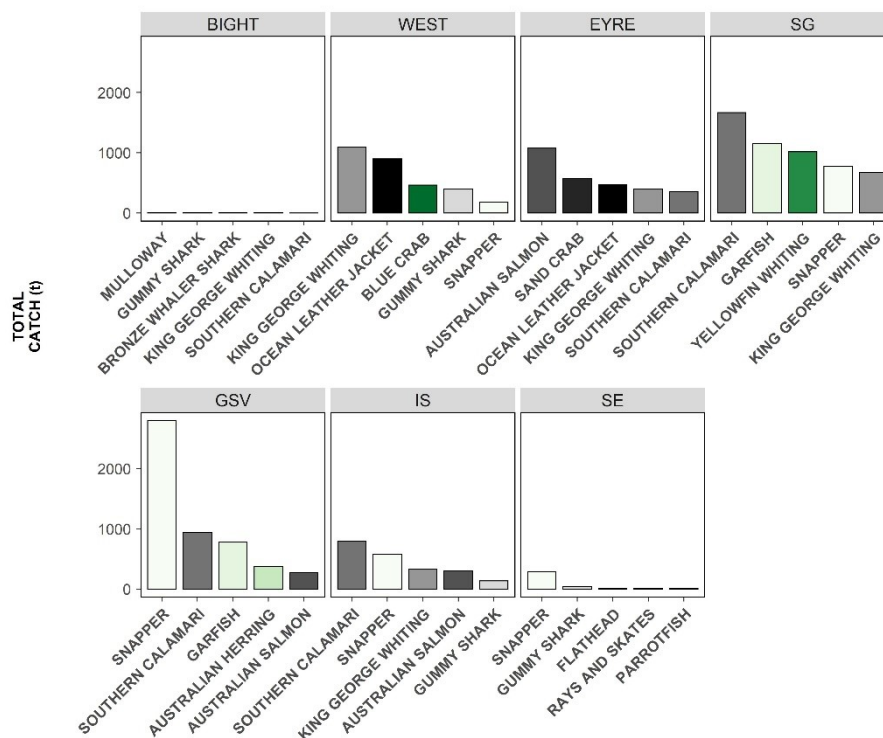 BIGHT
WEST
EYRE
SG
TOTAL
CATCH (t)
2000
1000
0
MULLOWAY
GUMMY SHARK
BRONZE WHALER SHARK
KING GEORGE WHITING
SOUTHERN CALAMARI
KING GEORGE WHITING
OCEAN LEATHER JACKET
BLUE CRAB
GUMMY SHARK
SNAPPER
AUSTRALIAN SALMON
SAND CRAB
OCEAN LEATHER JACKET
KING GEORGE WHITING
SOUTHERN CALAMARI
SOUTHERN CALAMARI
GARFISH
YELLOWFIN WHITING
SNAPPER
KING GEORGE WHITING
GSV
IS
SE
2000
1000
0
SNAPPER
SOUTHERN CALAMARI
GARFISH
AUSTRALIAN HERRING
AUSTRALIAN SALMON
SOUTHERN CALAMARI
SNAPPER
KING GEORGE WHITING
AUSTRALIAN SALMON
GUMMY SHARK
SNAPPER
GUMMY SHARK
FLATHEAD
RAYS AND SKATES
PARROTFISH